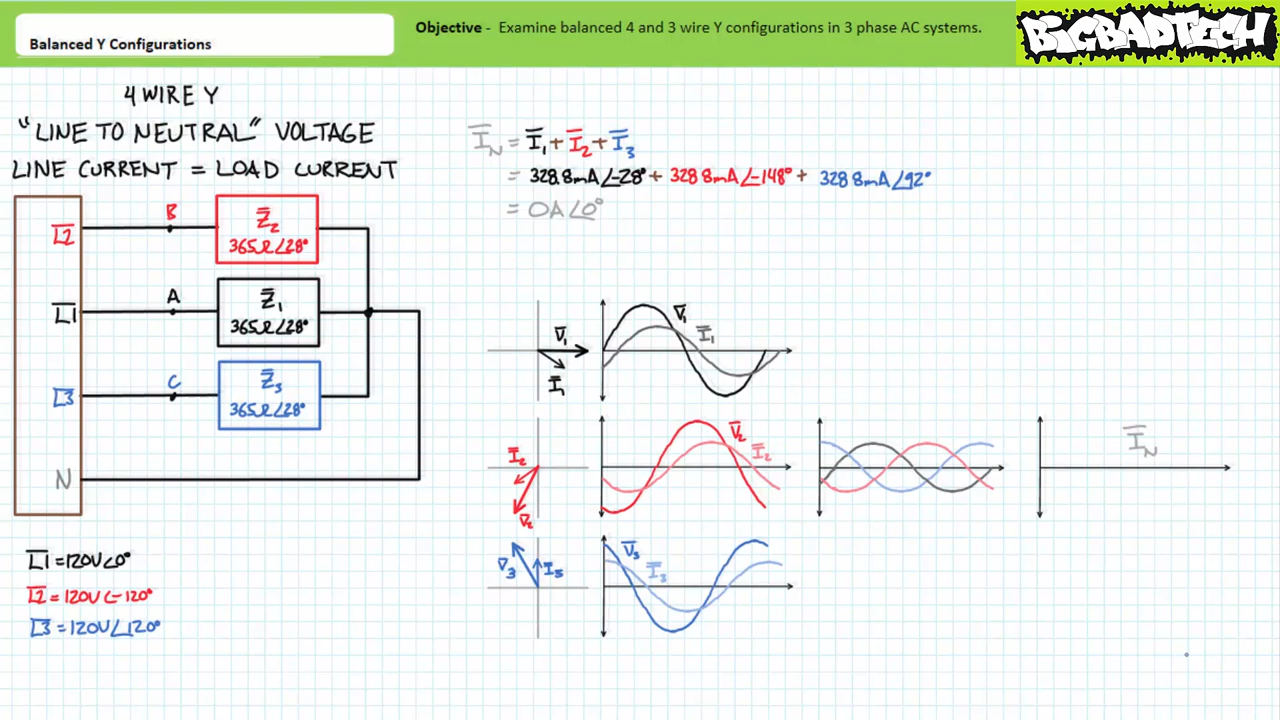 Balanced Y Configurations
Objective - Examine balanced 4 and 3 wire Y configurations in 3 phase AC systems.
BIGBADTECH
4 WIRE Y
"LINE TO NEUTRAL" VOLTAGE
LINE CURRENT = LOAD CURRENT
L2
B
Z2
365Ω∠28°
L1
A
Z1
365Ω∠28°
L3
C
Z3
365Ω∠28°
N
L1 = 120V∠0°
L2 = 120V∠-120°
L3 = 120V∠120°
IN = I1 + I2 + I3
= 328.8mA∠-28° + 328.8mA∠-148° + 328.8mA∠92°
= 0A∠0°
V1
I1
V1
I1
I2
V2
V2
I2
IN
V3
I3
V3
I3